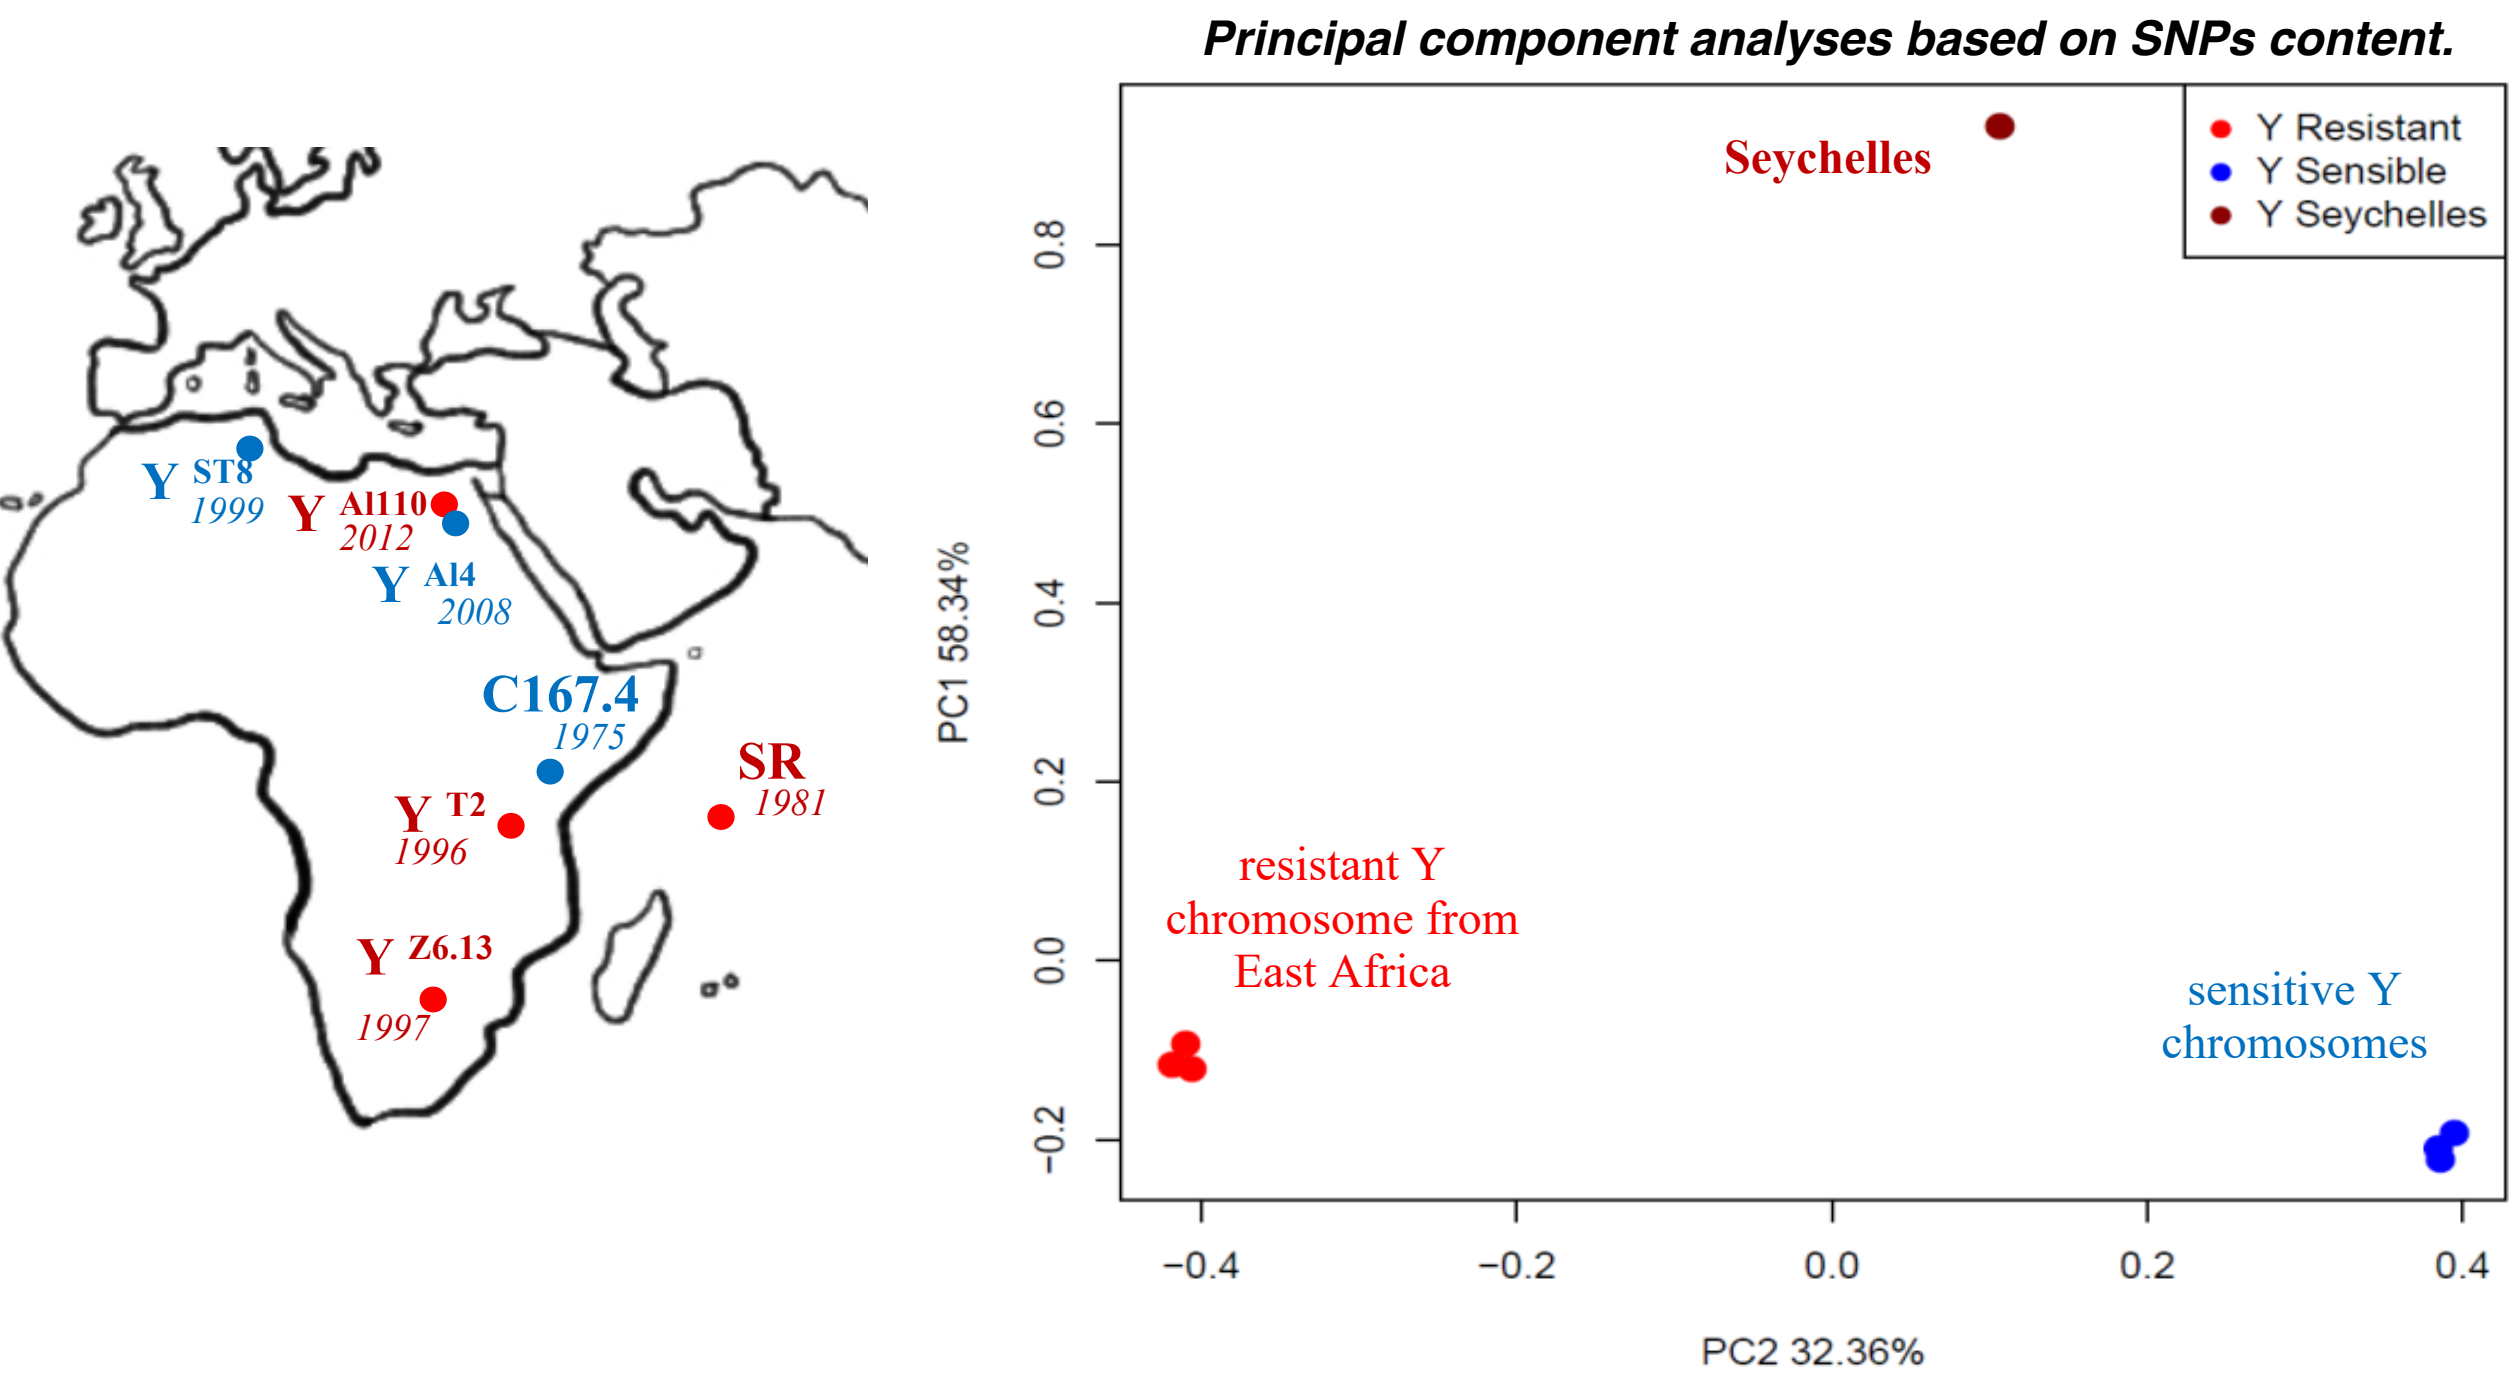 Principal component analyses based on SNPs content.
Y ST8
1999
Y Al110
2012
Y Al4
2008
C167.4
1975
SR
1981
Y T2
1996
Y Z6.13
1997
Y Resistant
Y Sensible
Y Seychelles
Seychelles
resistant Y
chromosome from
East Africa
sensitive Y
chromosomes
PC1 58.34%
0.8
0.6
0.4
0.2
0.0
−0.2
−0.4
−0.2
0.0
0.2
0.4
PC2 32.36%